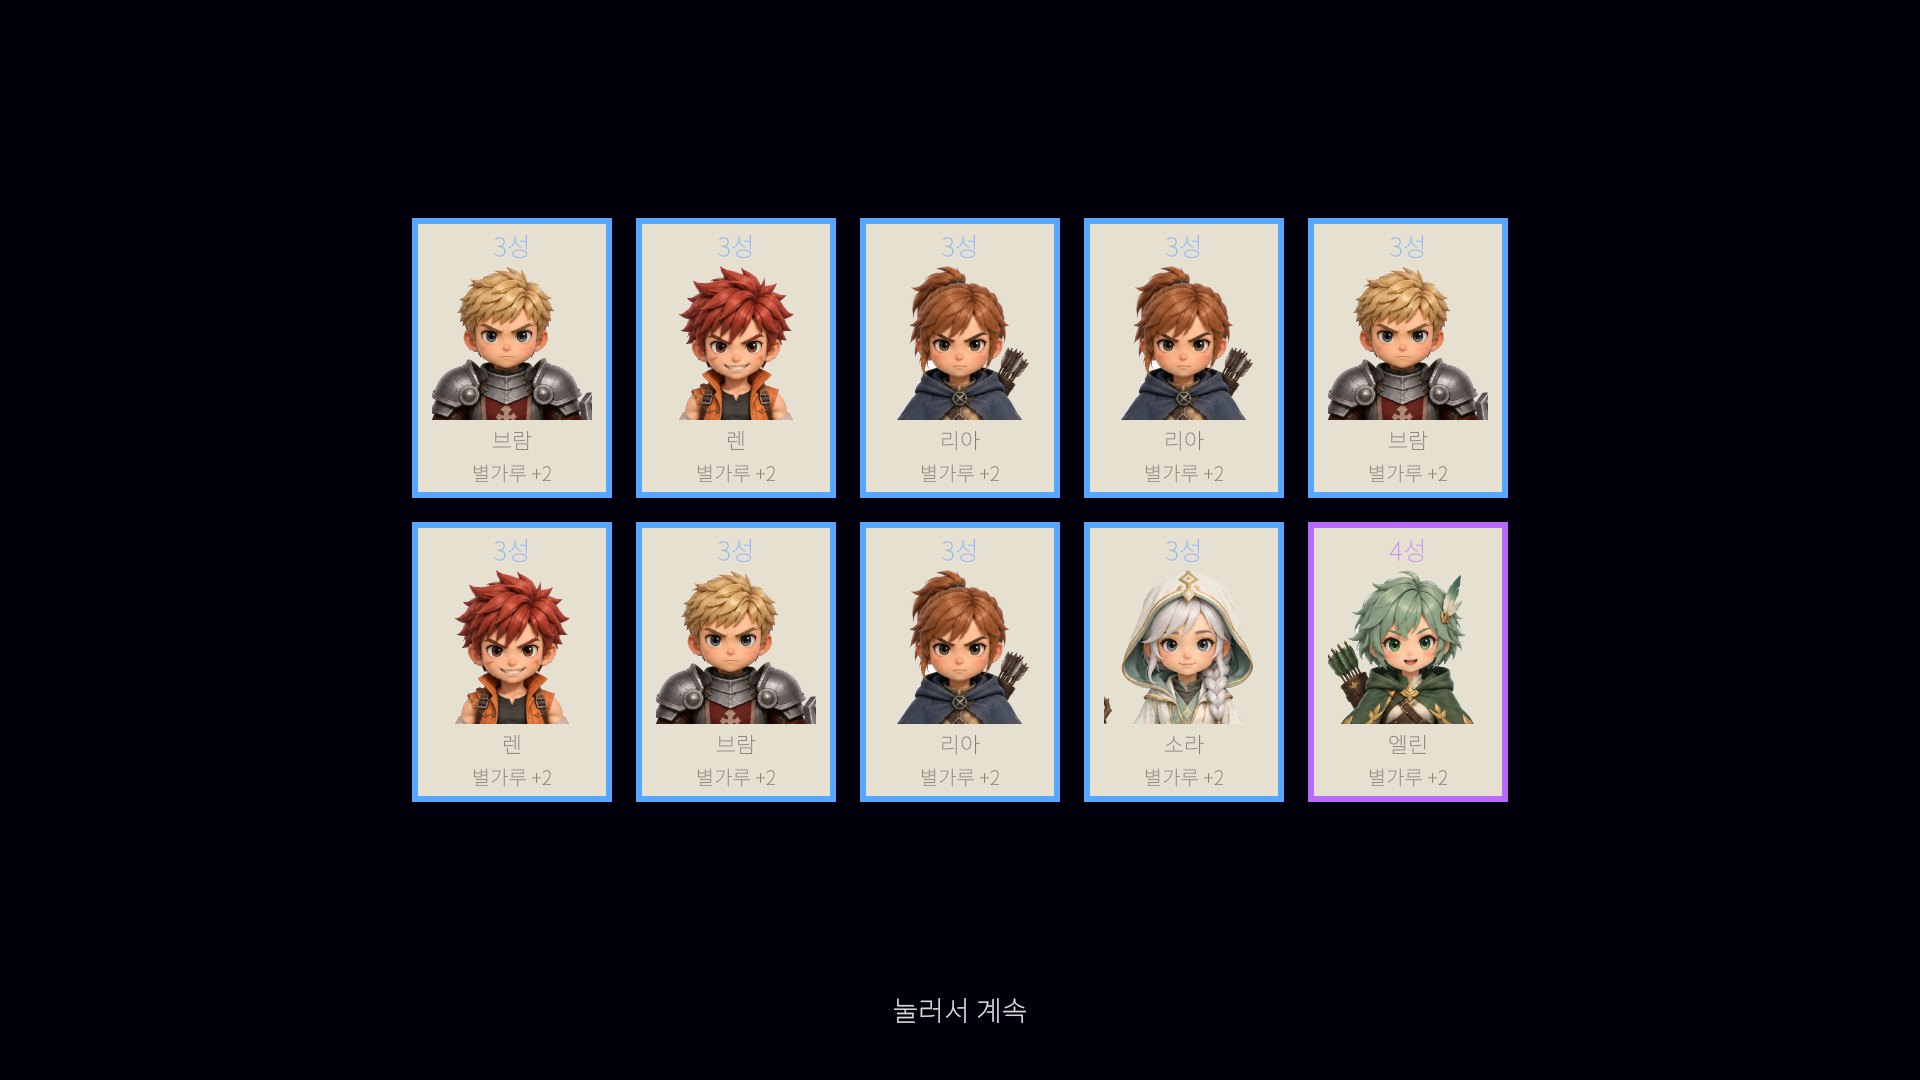 3성
브람
별가루 +2
3성
렌
별가루 +2
3성
리아
별가루 +2
3성
리아
별가루 +2
3성
브람
별가루 +2
3성
렌
별가루 +2
3성
브람
별가루 +2
3성
리아
별가루 +2
3성
소라
별가루 +2
4성
엘린
별가루 +2
눌러서 계속